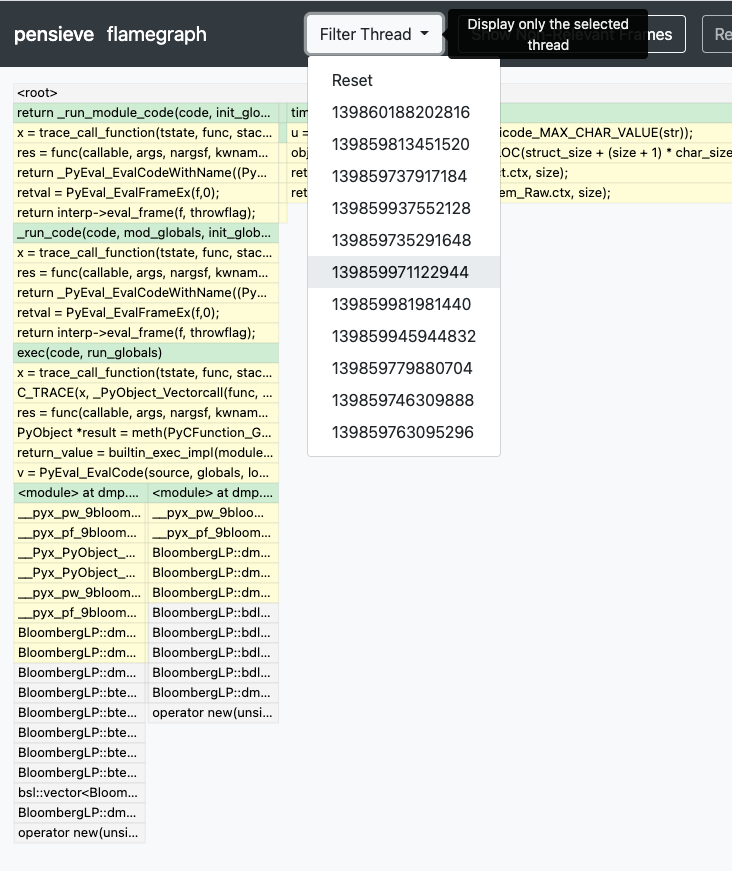 pensieve flamegraph
Filter Thread
Display only the selected
thread
Show Non-Relevant Frames
Re
Reset
139860188202816
139859813451520
139859737917184
139859937552128
139859735291648
139859971122944
139859981981440
139859945944832
139859779880704
139859746309888
139859763095296
<root>
return _run_module_code(code, init_glo... tim
x = trace_call_function(tstate, func, stac... u = icode_MAX_CHAR_VALUE(str));
res = func(callable, args, nargsf, kwnam... obj LOC(struct_size + (size + 1) * char_size
return _PyEval_EvalCodeWithName((Py... ret ct.ctx, size);
retval = PyEval_EvalFrameEx(f,0); ret em_Raw.ctx, size);
return interp->eval_frame(f, throwflag);
_run_code(code, mod_globals, init_glob...
x = trace_call_function(tstate, func, stac...
res = func(callable, args, nargsf, kwnam...
return _PyEval_EvalCodeWithName((Py...
retval = PyEval_EvalFrameEx(f,0);
return interp->eval_frame(f, throwflag);
exec(code, run_globals)
x = trace_call_function(tstate, func, stac...
C_TRACE(x, _PyObject_Vectorcall(func, ...
res = func(callable, args, nargsf, kwnam...
PyObject *result = meth(PyCFunction_G...
return_value = builtin_exec_impl(module...
v = PyEval_EvalCode(source, globals, lo...
<module> at dmp.... <module> at dmp....
__pyx_pw_9bloom... __pyx_pw_9bloo...
__pyx_pf_9bloom... __pyx_pf_9bloom...
__Pyx_PyObject_... BloombergLP::dm...
__Pyx_PyObject_... BloombergLP::dm...
__pyx_pw_9bloom... BloombergLP::dm...
__pyx_pf_9bloom... BloombergLP::bdl...
BloombergLP::dm... BloombergLP::bdl...
BloombergLP::dm... BloombergLP::bdl...
BloombergLP::dm... BloombergLP::bdl...
BloombergLP::bte... BloombergLP::dm...
BloombergLP::bte... operator new(unsi...
BloombergLP::bte...
BloombergLP::bte...
BloombergLP::bte...
bsl::vector<Bloom...
BloombergLP::dm...
operator new(unsi...